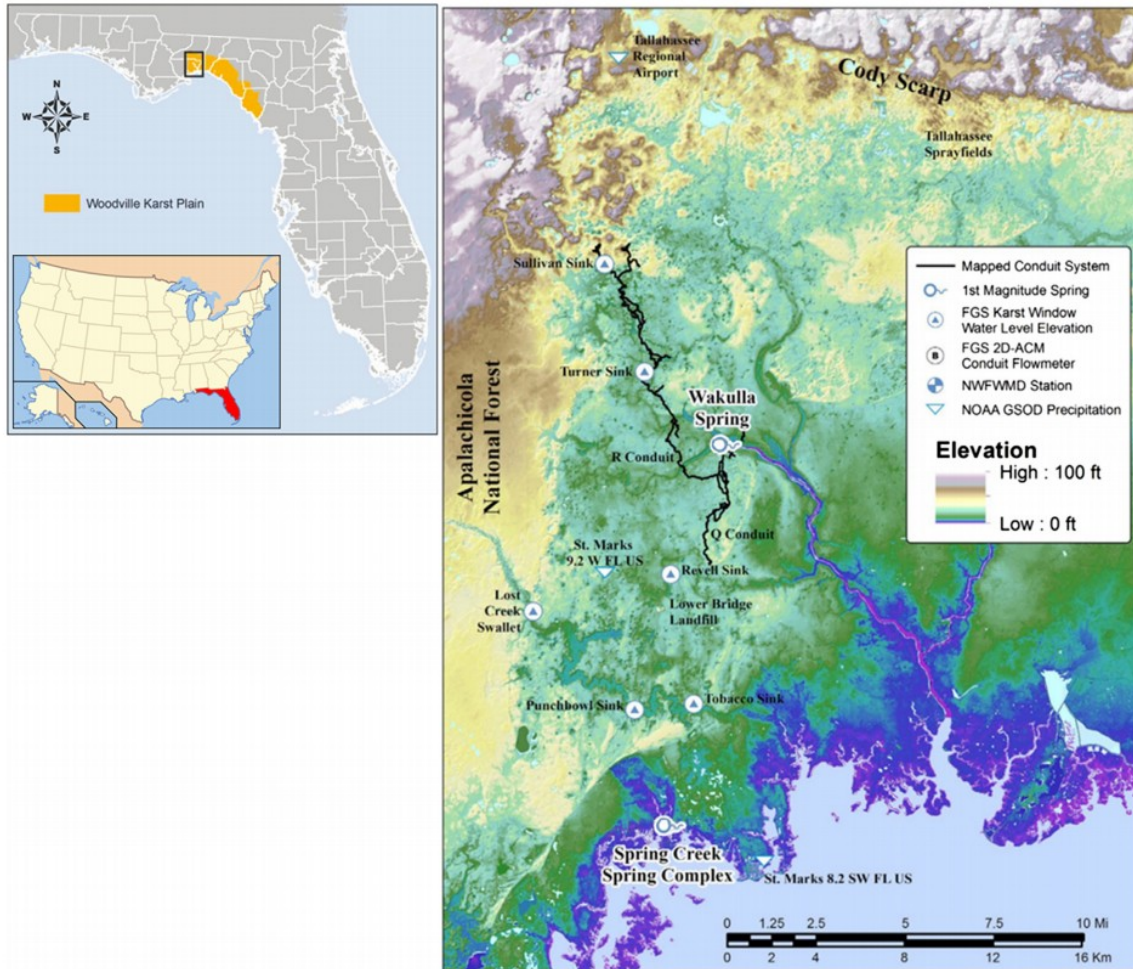 N
W
E
S
Woodville Karst Plain
Tallahassee
Regional
Airport
Cody Scarp
Tallahassee
Sprayfields
Sullivan Sink
Turner Sink
Wakulla
Spring
R Conduit
Q Conduit
Apalachicola
National Forest
St. Marks
9.2 W FL US
Revell Sink
Lost
Creek
Swallet
Lower Bridge
Landfill
Punchbowl Sink
Tobacco Sink
Spring Creek
Spring Complex
St. Marks 8.2 SW FL US
Mapped Conduit System
1st Magnitude Spring
FGS Karst Window
Water Level Elevation
B
FGS 2D-ACM
Conduit Flowmeter
NWFWMD Station
NOAA GSOD Precipitation
Elevation
High : 100 ft
Low : 0 ft
0 1.25 2.5 5 7.5 10 Mi
0 2 4 8 12 16 Km